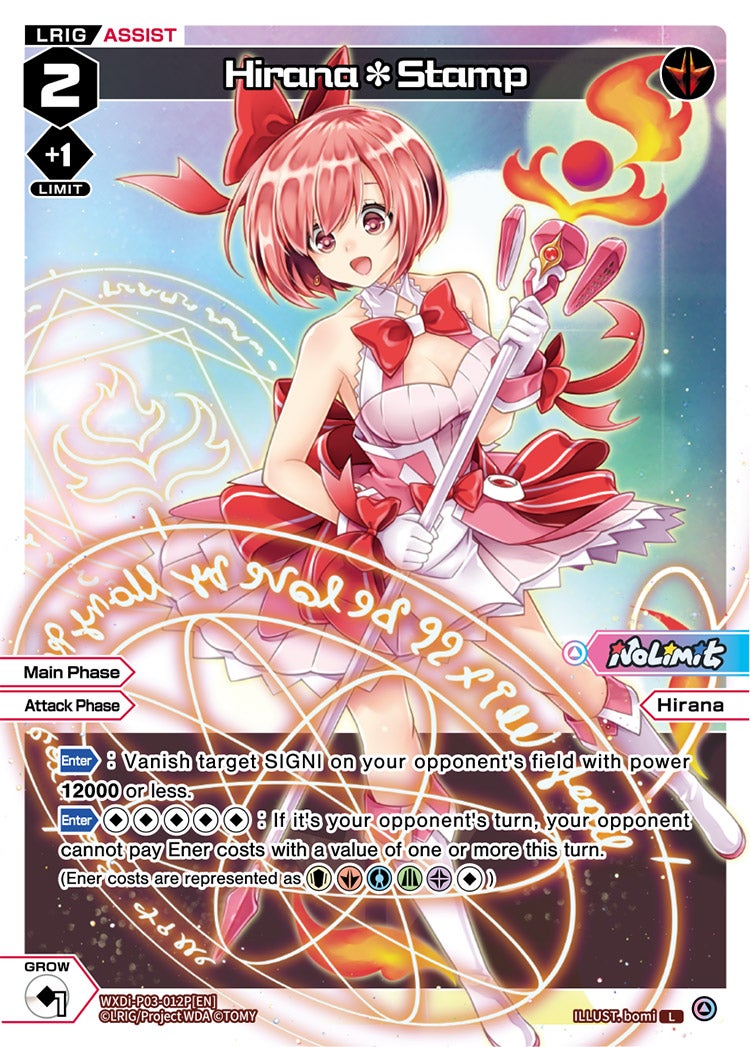 LRIG ASSIST
2
Hirana＊Stamp
+1
LIMIT
NoLimit
Main Phase
Attack Phase
Hirana
Enter : Vanish target SIGNI on your opponent's field with power
12000 or less.
Enter : If it's your opponent's turn, your opponent
cannot pay Ener costs with a value of one or more this turn.
(Ener costs are represented as )
GROW
1
WXDi-P03-012P[EN]
©LRIG/ProjectWDA ©TOMY
ILLUST. bomi L